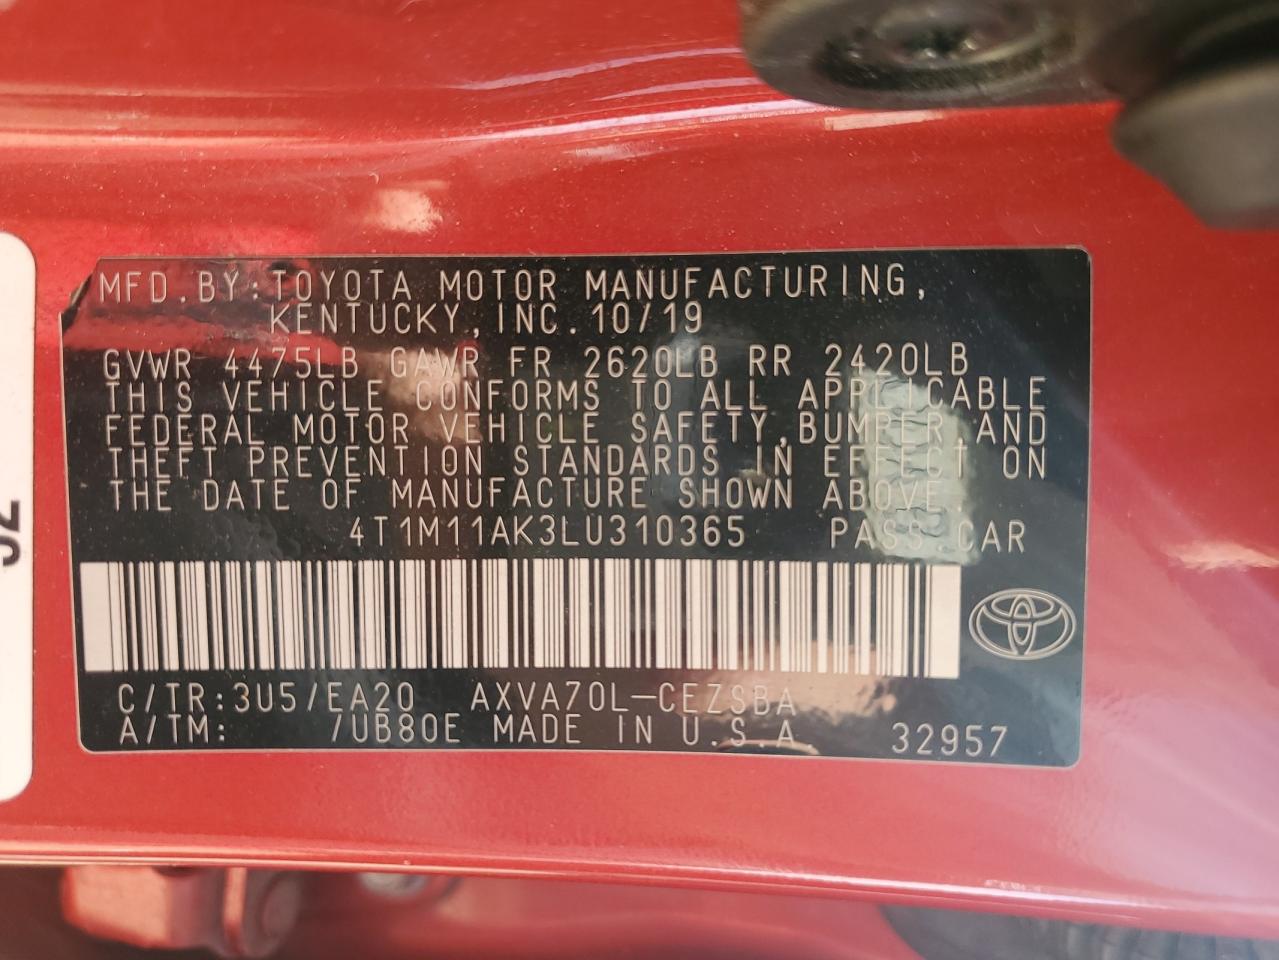 MFD.BY:TOYOTA MOTOR MANUFACTURING,
KENTUCKY,INC.10/19
GVWR 4475LB GAWR FR 2620LB RR 2420LB
THIS VEHICLE CONFORMS TO ALL APPLICABLE
FEDERAL MOTOR VEHICLE SAFETY,BUMPER,AND
THEFT PREVENTION STANDARDS IN EFFECT ON
THE DATE OF MANUFACTURE SHOWN ABOVE.
4T1M11AK3LU310365 PASS.CAR
C/TR:3U5/EA20 AXVA70L-CEZSBA
A/TM: /UB80E MADE IN U.S.A. 32957